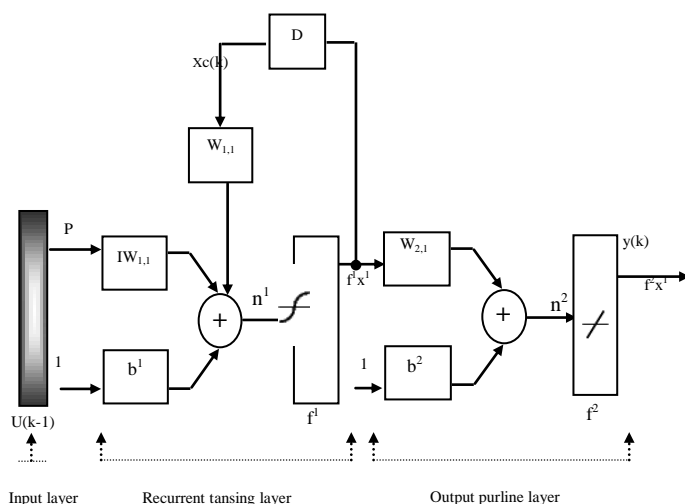 D
Xc(k)
W1,1
P
IW1,1
W2,1
y(k)
f1x1
f2x1
n1
n2
+
+
1
b1
1
b2
f1
f2
U(k-1)
Input layer
Recurrent tansing layer
Output purline layer